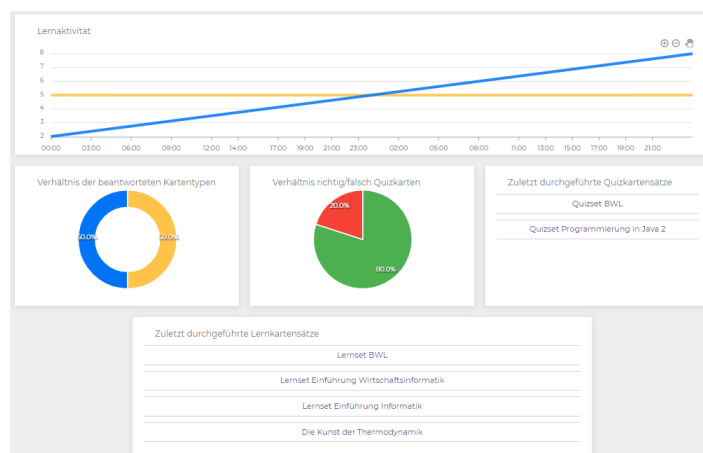 Lernaktivität
8
7
6
5
4
3
2
00:00 03:00 06:00 09:00 12:00 14:00 17:00 19:00 21:00 23:00 02:00 05:00 08:00 11:00 13:00 15:00 17:00 19:00 21:00
Verhältnis der beantworteten Kartentypen
50.0% 50.0%
Verhältnis richtig/falsch Quizkarten
20.0%
80.0%
Zuletzt durchgeführte Quizkartensätze
Quizset BWL
Quizset Programmierung in Java 2
Zuletzt durchgeführte Lernkartensätze
Lernset BWL
Lernset Einführung Wirtschaftsinformatik
Lernset Einführung Informatik
Die Kunst der Thermodynamik